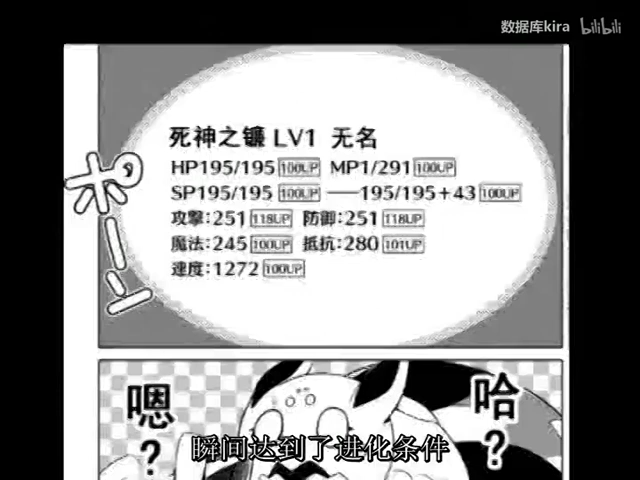 数据库kira bilibili
死神之镰 LV1 无名
HP195/195 100UP MP1/291 100UP
SP195/195 100UP ──195/195+43 100UP
攻擊:251 118UP 防御:251 118UP
魔法:245 100UP 抵抗:280 101UP
速度:1272 100UP
ポーン
嗯?
哈?
瞬间达到了进化条件